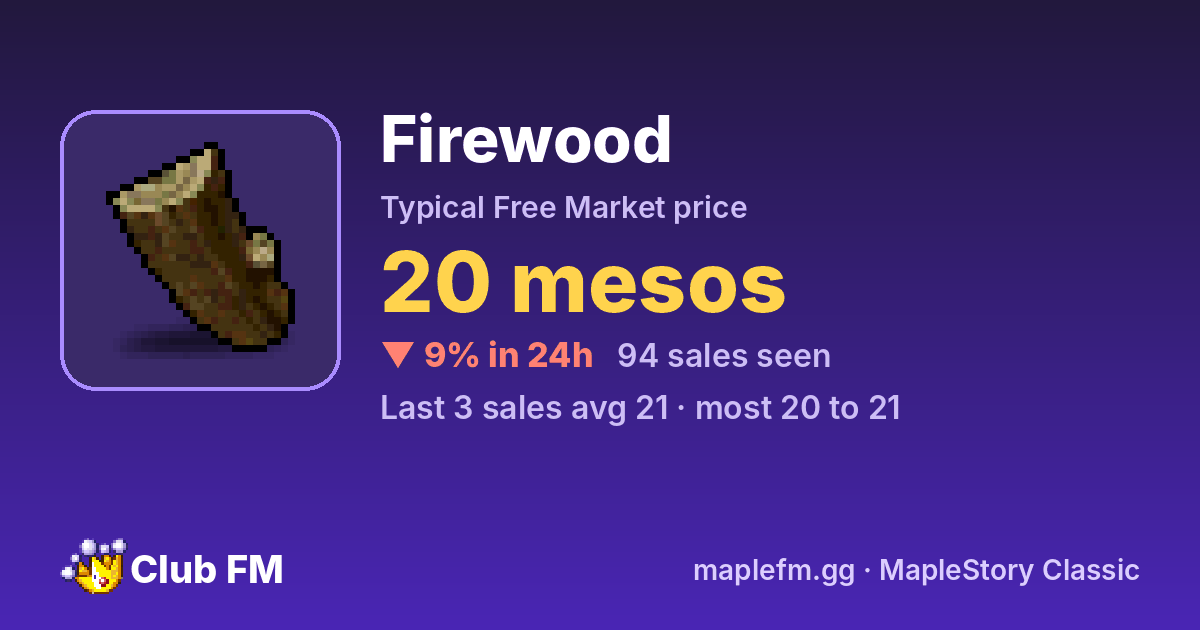 Firewood
Typical Free Market price
20 mesos
▼ 9% in 24h 94 sales seen
Last 3 sales avg 21 · most 20 to 21
Club FM
maplefm.gg · MapleStory Classic